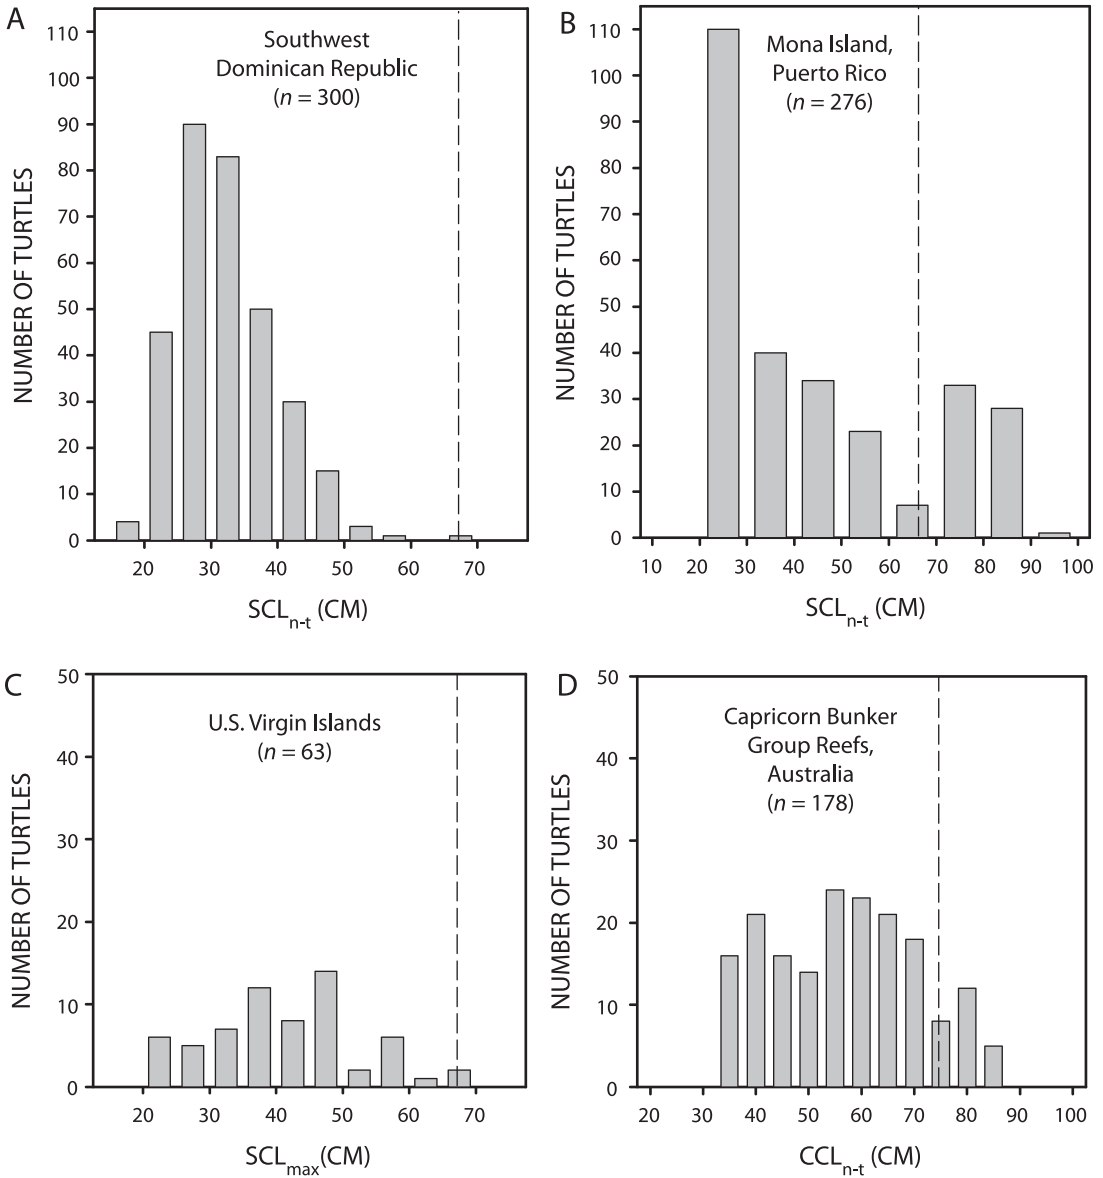 A
Southwest
Dominican Republic
(n = 300)
NUMBER OF TURTLES
110
100
90
80
70
60
50
40
30
20
10
0
20 30 40 50 60 70
SCLn-t (CM)
B
Mona Island,
Puerto Rico
(n = 276)
NUMBER OF TURTLES
110
100
90
80
70
60
50
40
30
20
10
0
10 20 30 40 50 60 70 80 90 100
SCLn-t (CM)
C
U.S. Virgin Islands
(n = 63)
NUMBER OF TURTLES
50
40
30
20
10
0
20 30 40 50 60 70
SCLmax(CM)
D
Capricorn Bunker
Group Reefs,
Australia
(n = 178)
NUMBER OF TURTLES
50
40
30
20
10
0
20 30 40 50 60 70 80 90 100
CCLn-t (CM)